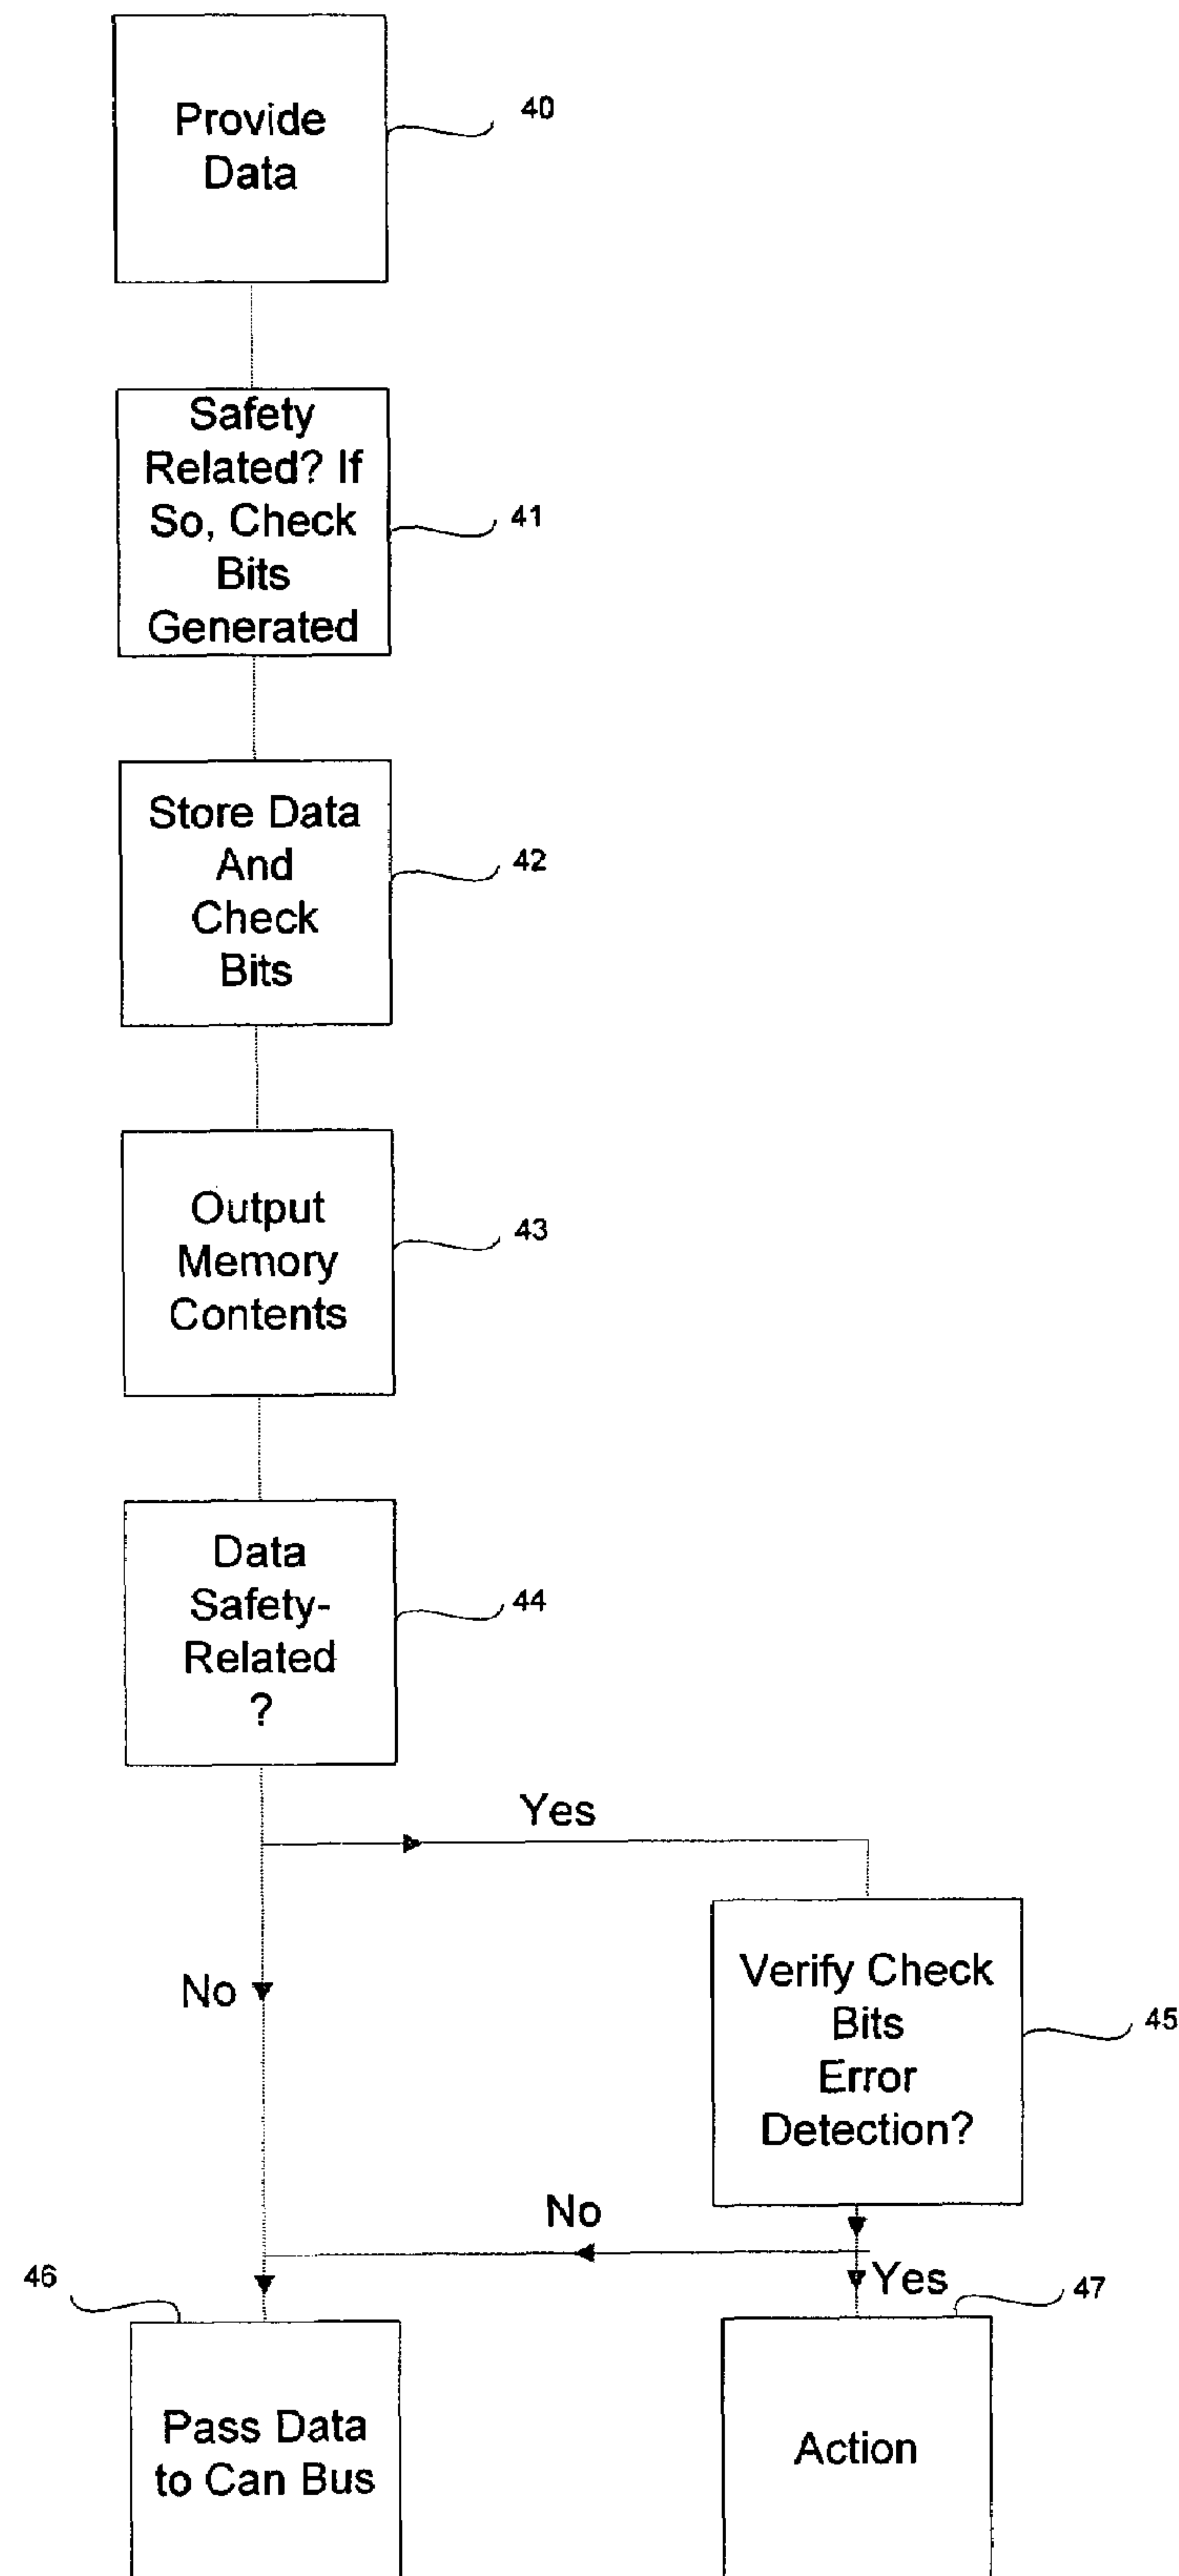 Provide
Data
40
Safety
Related? If
So, Check
Bits
Generated
41
Store Data
And
Check
Bits
42
Output
Memory
Contents
43
Data
Safety-
Related
?
44
Yes
No
Verify Check
Bits
Error
Detection?
45
No
Yes
46
47
Pass Data
to Can Bus
Action